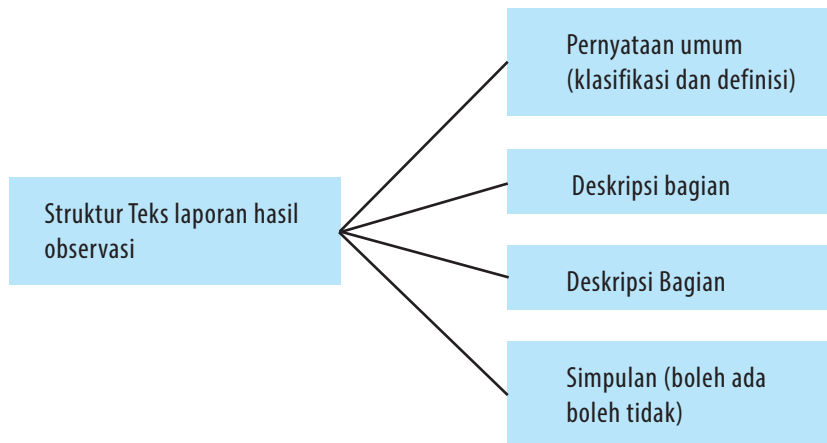 Struktur Teks laporan hasil
observasi
Pernyataan umum
(klasifikasi dan definisi)
Deskripsi bagian
Deskripsi Bagian
Simpulan (boleh ada
boleh tidak)